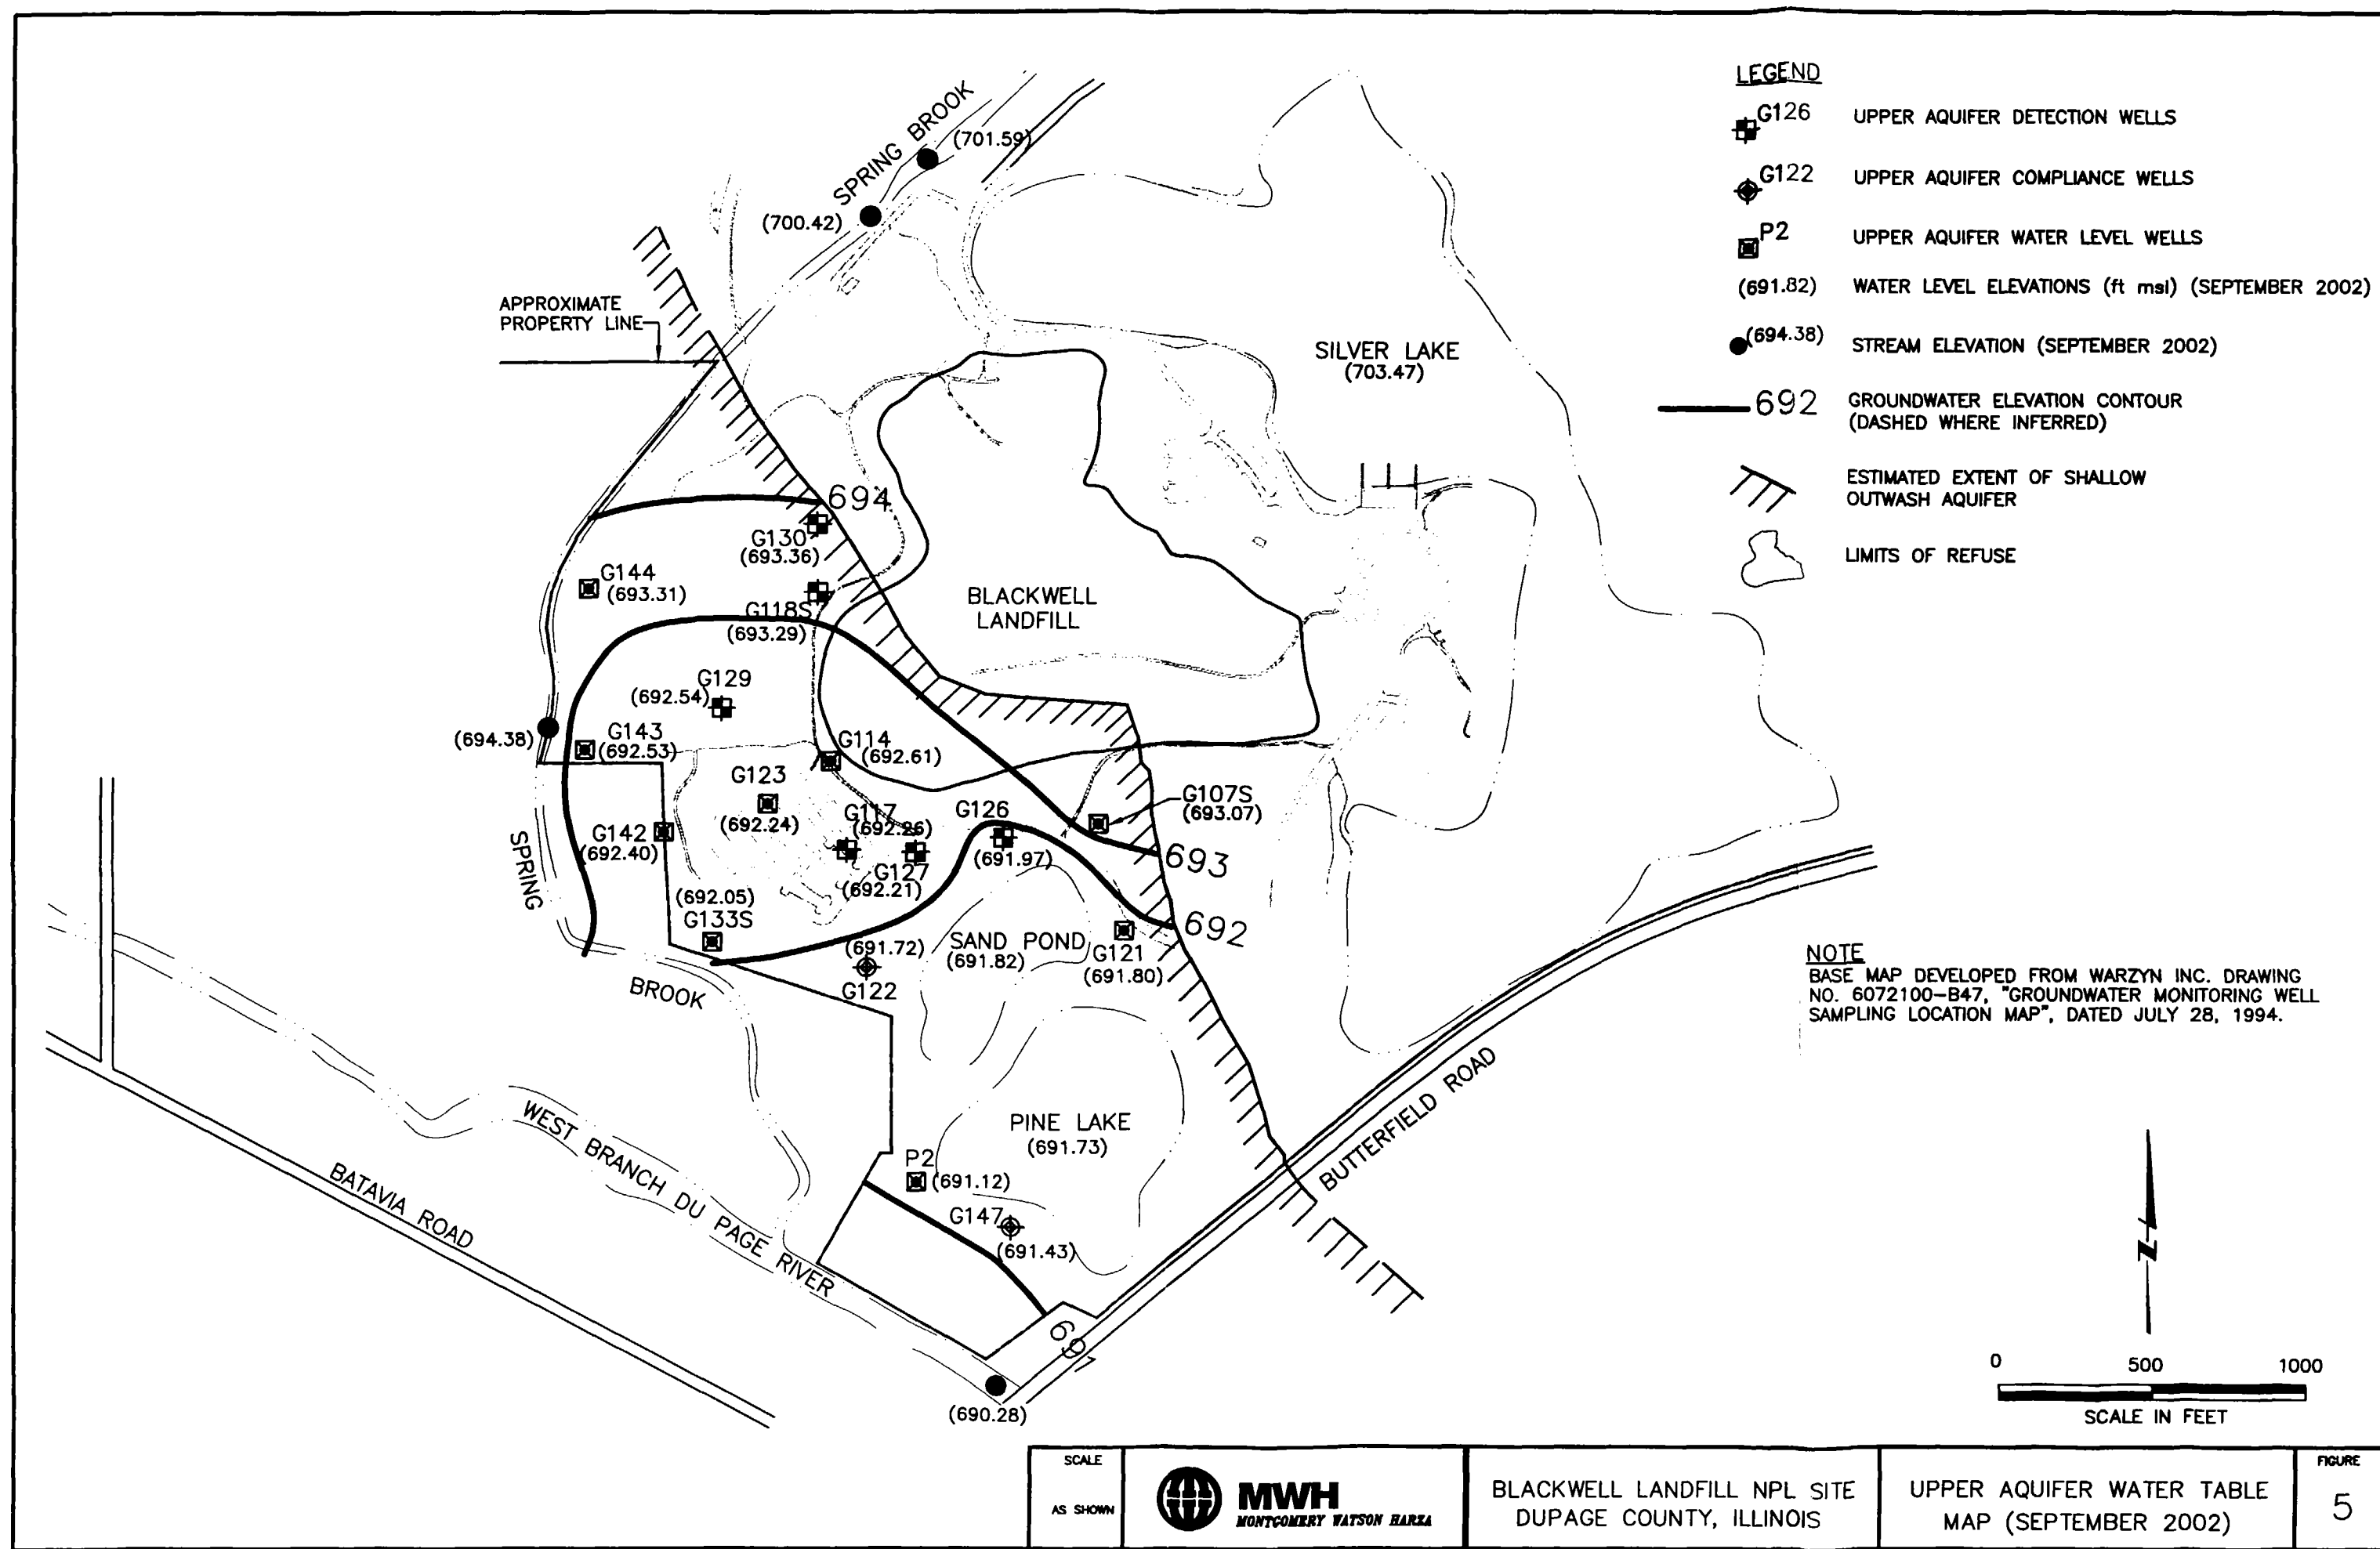 LEGEND
G126 UPPER AQUIFER DETECTION WELLS
G122 UPPER AQUIFER COMPLIANCE WELLS
P2 UPPER AQUIFER WATER LEVEL WELLS
(691.82) WATER LEVEL ELEVATIONS (ft msl) (SEPTEMBER 2002)
(694.38) STREAM ELEVATION (SEPTEMBER 2002)
692 GROUNDWATER ELEVATION CONTOUR
(DASHED WHERE INFERRED)
ESTIMATED EXTENT OF SHALLOW
OUTWASH AQUIFER
LIMITS OF REFUSE
SPRING BROOK
(701.59)
(700.42)
APPROXIMATE
PROPERTY LINE
SILVER LAKE
(703.47)
694
G130
(693.36)
G144
(693.31)
G118S
(693.29)
BLACKWELL
LANDFILL
G129
(692.54)
(694.38)
G143
(692.53)
G114
(692.61)
G123
(692.24)
G117
(692.26)
G126
(691.97)
G107S
(693.07)
G142
(692.40)
G127
(692.21)
693
SPRING
(692.05)
G133S
(691.72)
G122
SAND POND
(691.82)
G121
(691.80)
692
BROOK
NOTE
BASE MAP DEVELOPED FROM WARZYN INC. DRAWING
NO. 6072100-B47, "GROUNDWATER MONITORING WELL
SAMPLING LOCATION MAP", DATED JULY 28, 1994.
PINE LAKE
(691.73)
BUTTERFIELD ROAD
WEST BRANCH DU PAGE RIVER
BATAVIA ROAD
P2
(691.12)
G147
(691.43)
691
(690.28)
N
0 500 1000
SCALE IN FEET
SCALE
AS SHOWN
MWH
MONTGOMERY WATSON HARZA
BLACKWELL LANDFILL NPL SITE
DUPAGE COUNTY, ILLINOIS
UPPER AQUIFER WATER TABLE
MAP (SEPTEMBER 2002)
FIGURE
5